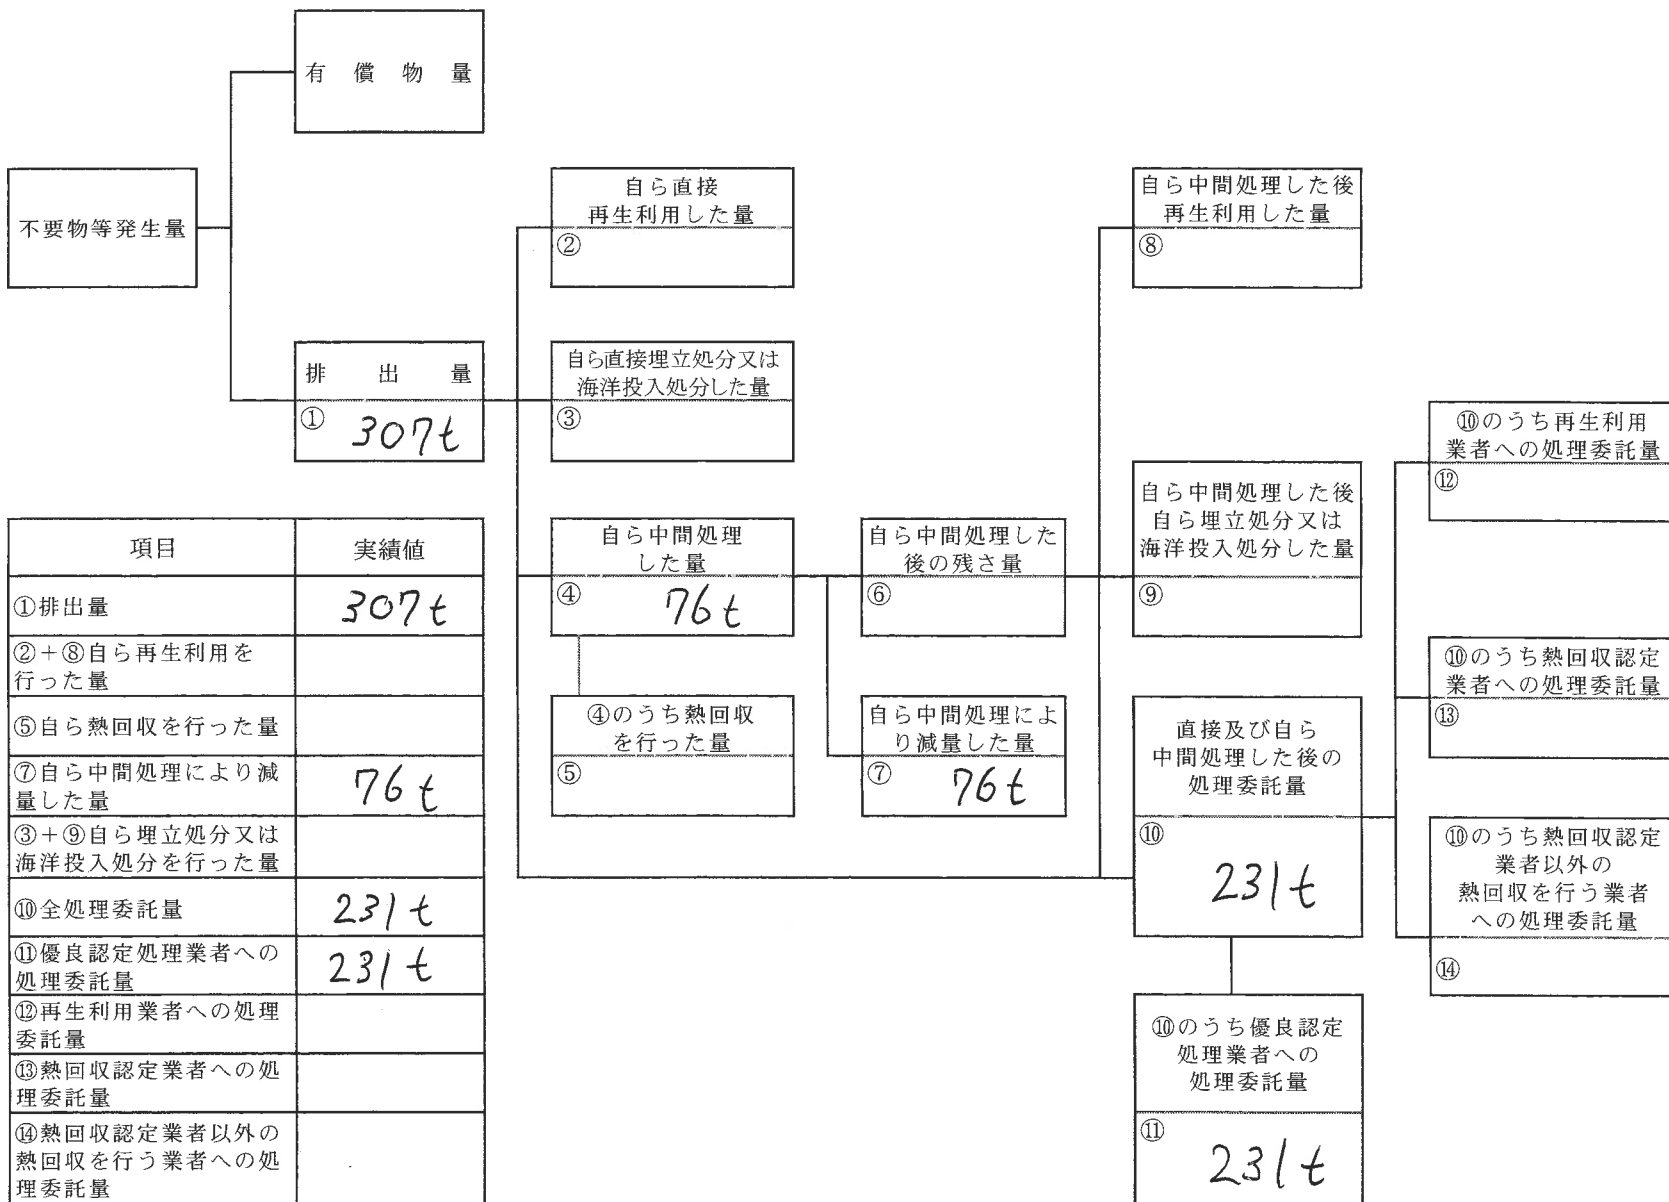 有償物量
不要物等発生量
排出量
① 307t
自ら直接
再生利用した量
②
自ら直接埋立処分又は
海洋投入処分した量
③
自ら中間処理
した量
④ 76t
④のうち熱回収
を行った量
⑤
自ら中間処理した
後の残さ量
⑥
自ら中間処理によ
り減量した量
⑦ 76t
自ら中間処理した後
再生利用した量
⑧
自ら中間処理した後
自ら埋立処分又は
海洋投入処分した量
⑨
直接及び自ら
中間処理した後の
処理委託量
⑩
231t
⑩のうち優良認定
処理業者への
処理委託量
⑪
231t
⑩のうち再生利用
業者への処理委託量
⑫
⑩のうち熱回収認定
業者への処理委託量
⑬
⑩のうち熱回収認定
業者以外の
熱回収を行う業者
への処理委託量
⑭
項目 実績値
①排出量 307t
②+⑧自ら再生利用を
行った量
⑤自ら熱回収を行った量
⑦自ら中間処理により減
量した量 76t
③+⑨自ら埋立処分又は
海洋投入処分を行った量
⑩全処理委託量 231t
⑪優良認定処理業者への
処理委託量 231t
⑫再生利用業者への処理
委託量
⑬熱回収認定業者への処
理委託量
⑭熱回収認定業者以外の
熱回収を行う業者への処
理委託量